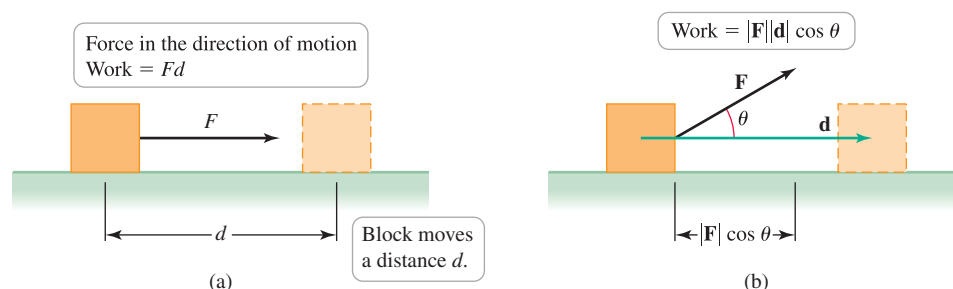 Force in the direction of motion
Work = Fd
F
d
Block moves
a distance d.
(a)
Work = |F||d| cos θ
F
θ
d
|F| cos θ
(b)